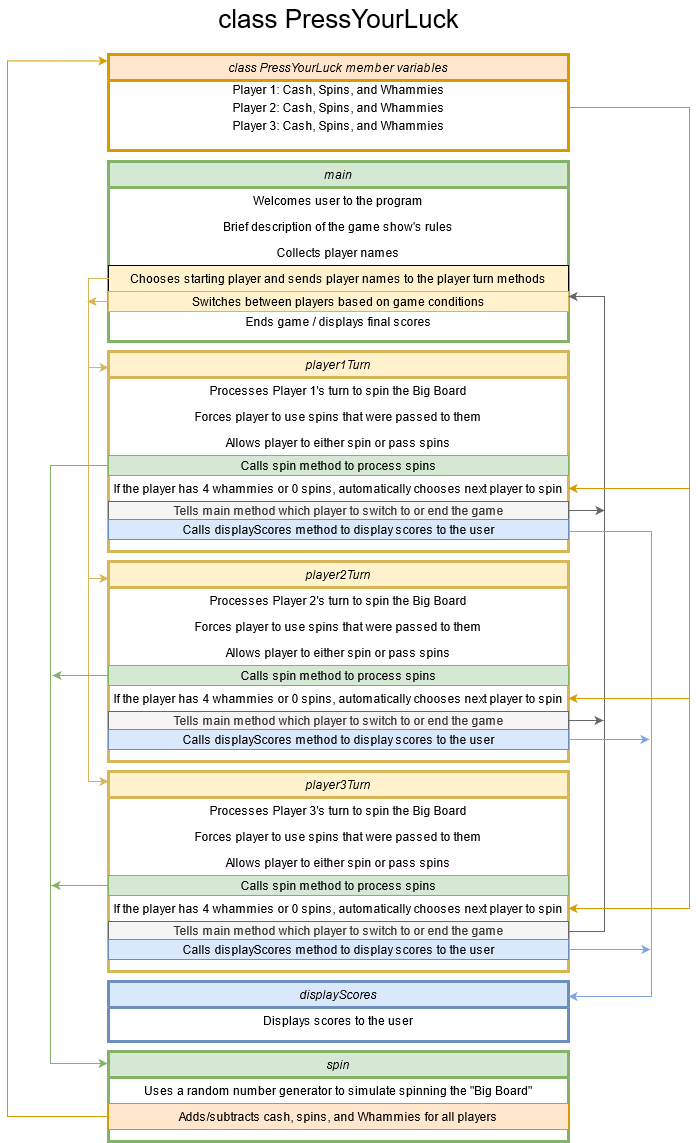 class PressYourLuck
class PressYourLuck member variables
Player 1: Cash, Spins, and Whammies
Player 2: Cash, Spins, and Whammies
Player 3: Cash, Spins, and Whammies
main
Welcomes user to the program
Brief description of the game show's rules
Collects player names
Chooses starting player and sends player names to the player turn methods
Switches between players based on game conditions
Ends game / displays final scores
player1Turn
Processes Player 1's turn to spin the Big Board
Forces player to use spins that were passed to them
Allows player to either spin or pass spins
Calls spin method to process spins
If the player has 4 whammies or 0 spins, automatically chooses next player to spin
Tells main method which player to switch to or end the game
Calls displayScores method to display scores to the user
player2Turn
Processes Player 2's turn to spin the Big Board
Forces player to use spins that were passed to them
Allows player to either spin or pass spins
Calls spin method to process spins
If the player has 4 whammies or 0 spins, automatically chooses next player to spin
Tells main method which player to switch to or end the game
Calls displayScores method to display scores to the user
player3Turn
Processes Player 3's turn to spin the Big Board
Forces player to use spins that were passed to them
Allows player to either spin or pass spins
Calls spin method to process spins
If the player has 4 whammies or 0 spins, automatically chooses next player to spin
Tells main method which player to switch to or end the game
Calls displayScores method to display scores to the user
displayScores
Displays scores to the user
spin
Uses a random number generator to simulate spinning the "Big Board"
Adds/subtracts cash, spins, and Whammies for all players